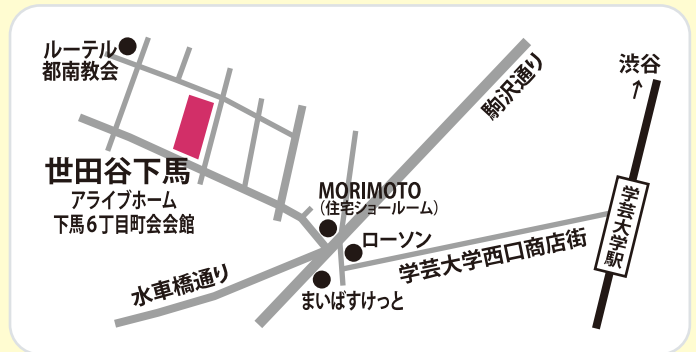 ルーテル
都南教会
世田谷下馬
アライブホーム
下馬6丁目町会会館
駒沢通り
渋谷
↑
MORIMOTO
（住宅ショールーム）
ローソン
学芸大学駅
学芸大学西口商店街
水車橋通り
まいばすけっと